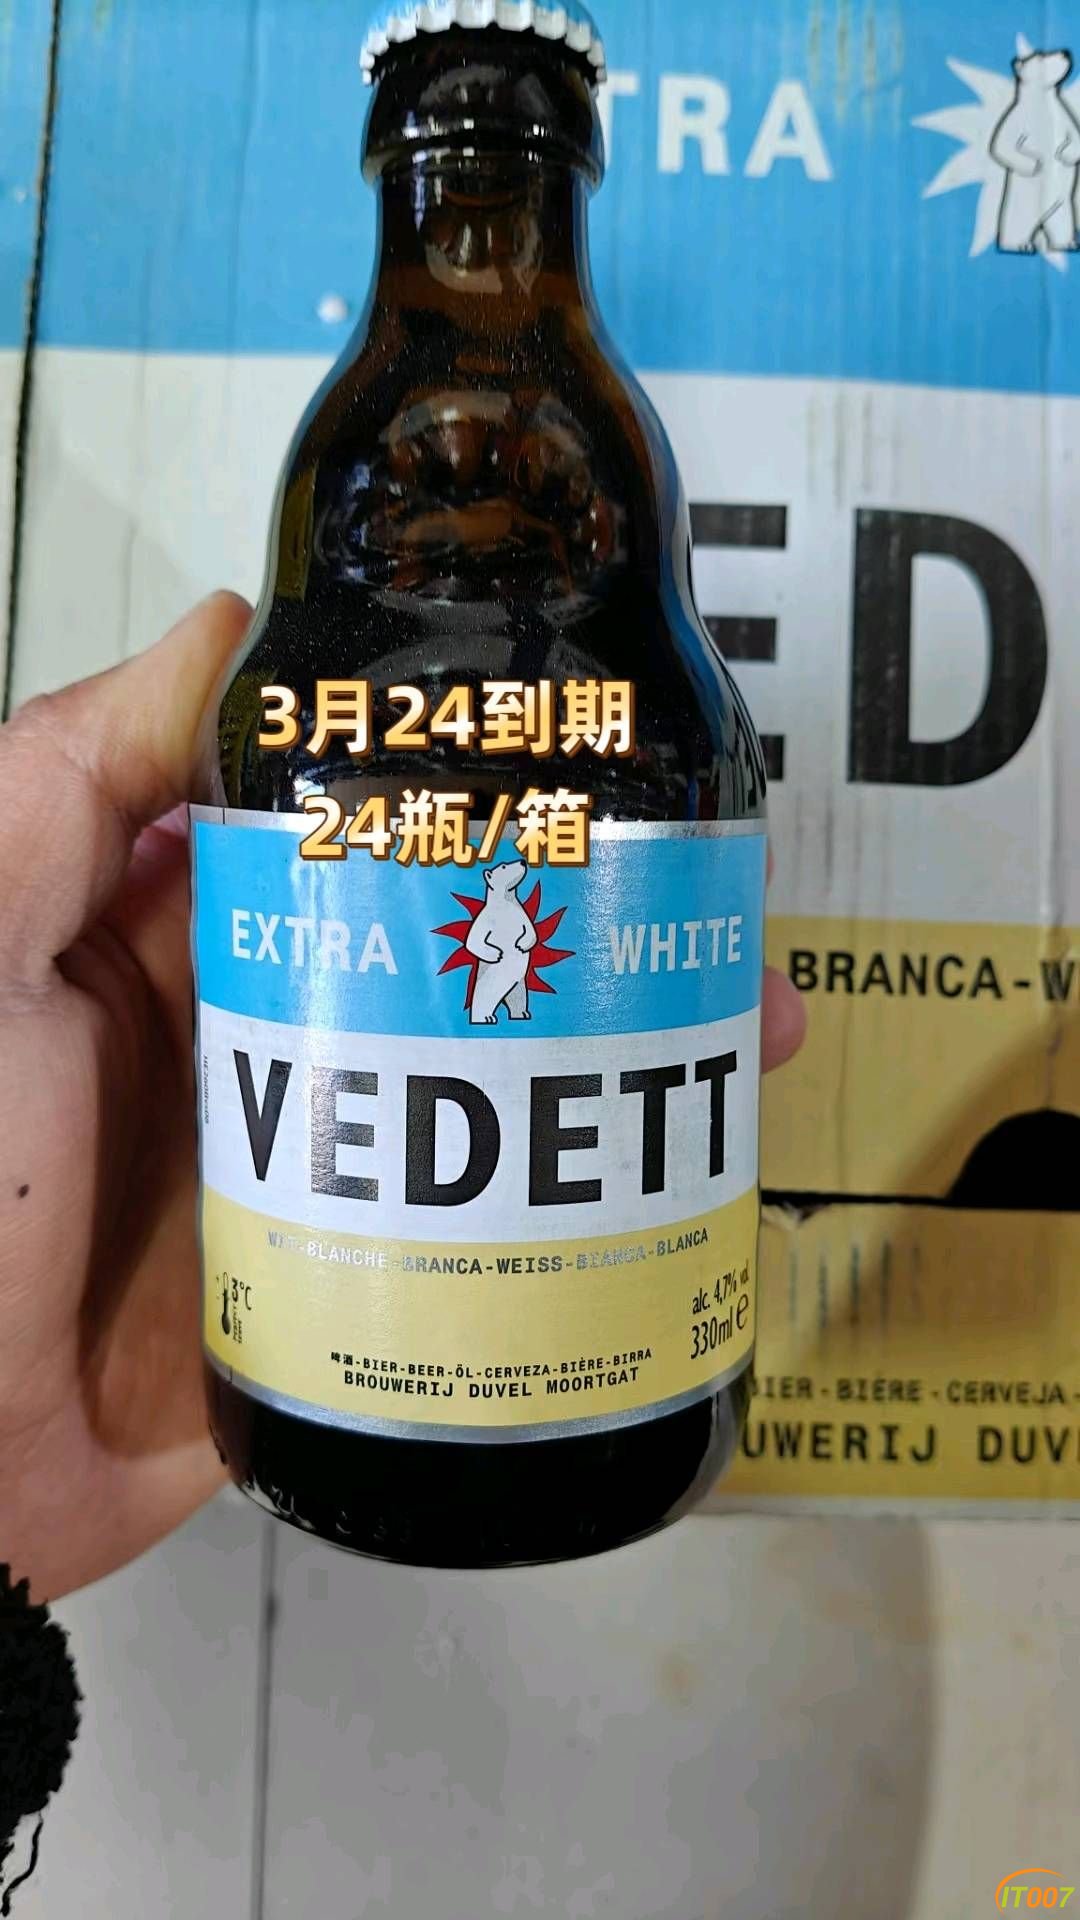 TRA
ED
3月24到期
24瓶/箱
EXTRA WHITE
VEDETT
BRANCA-W
WIT-BLANCHE-BRANCA-WEISS-BIANCA-BLANCA
alc. 4,7% vol
330ml e
啤酒-BIER-BEER-ÖL-CERVEZA-BIÈRE-BIRRA
BROUWERIJ DUVEL MOORTGAT
IER-BIÈRE-CERVEJA-
UWERIJ DUV
IT007